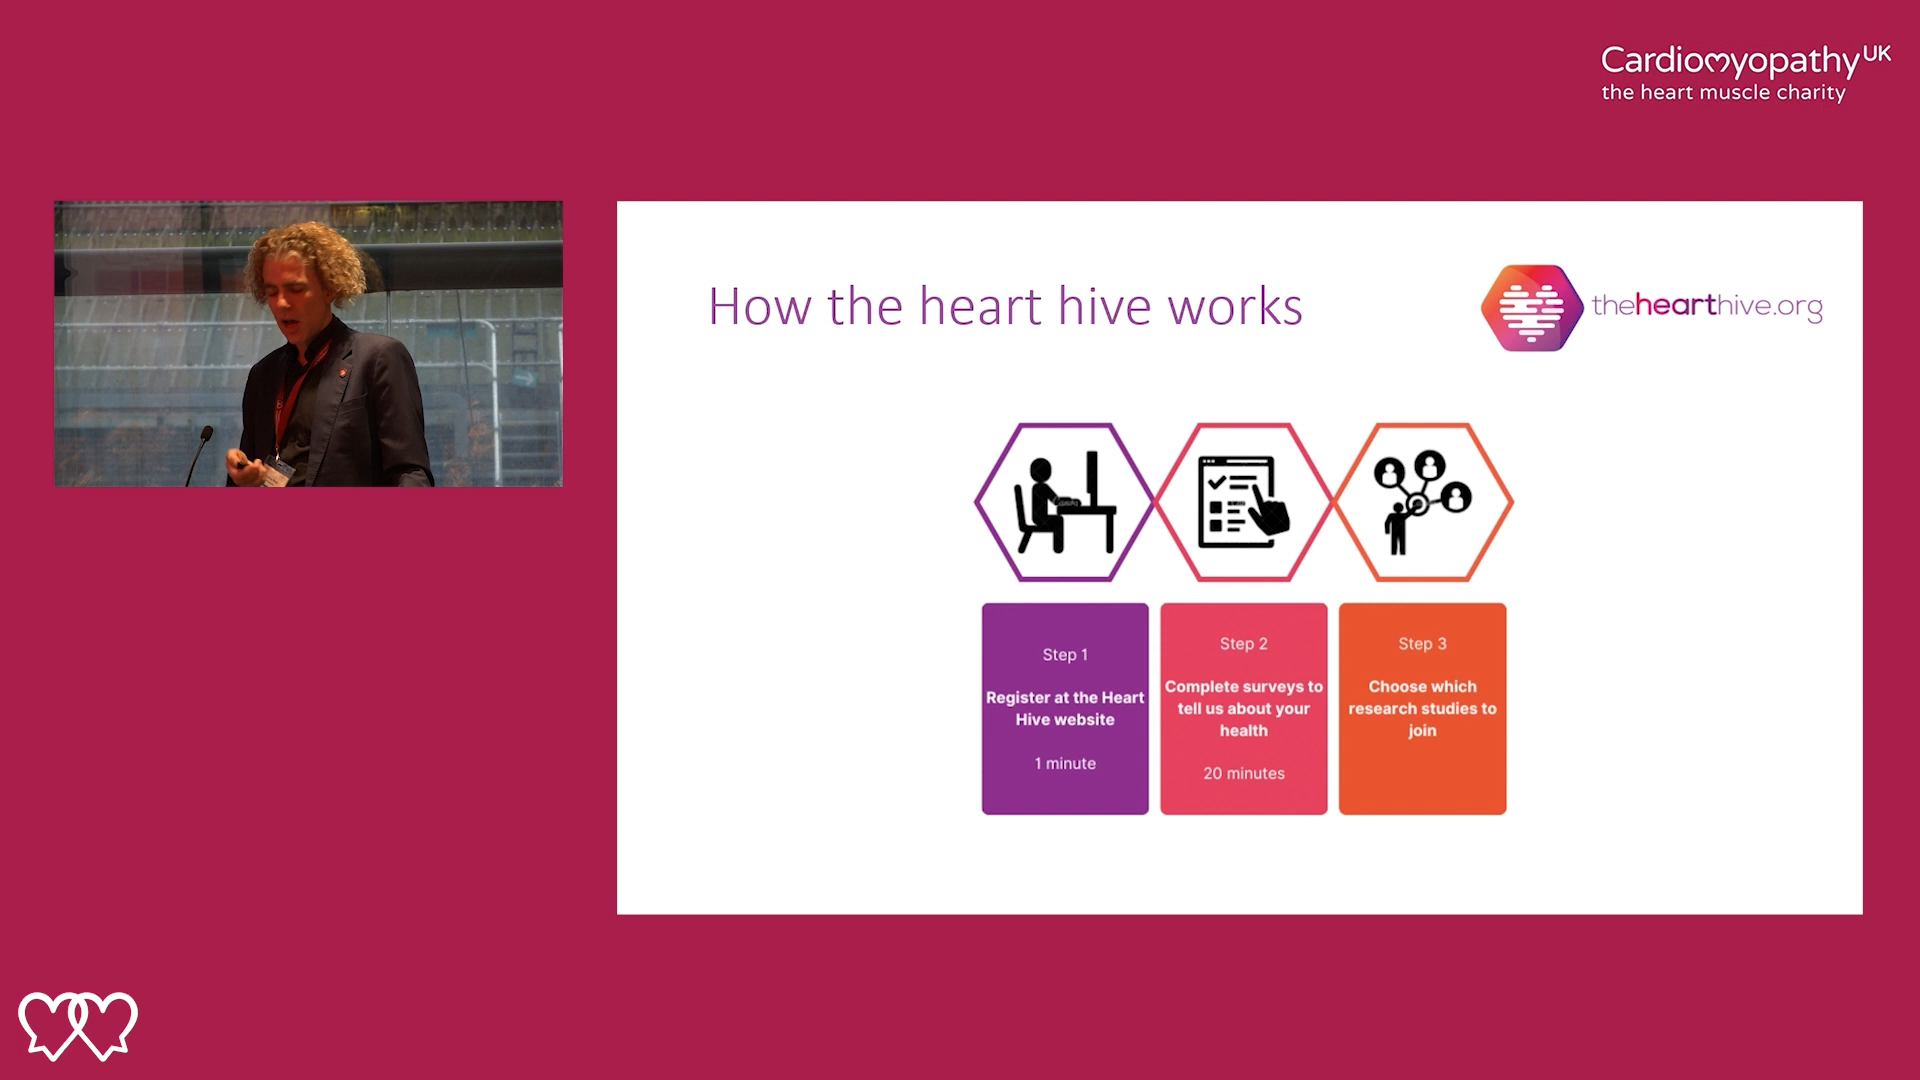 Cardiomyopathy UK
the heart muscle charity
How the heart hive works
thehearthive.org
Step 1
Register at the Heart
Hive website
1 minute
Step 2
Complete surveys to
tell us about your
health
20 minutes
Step 3
Choose which
research studies to
join